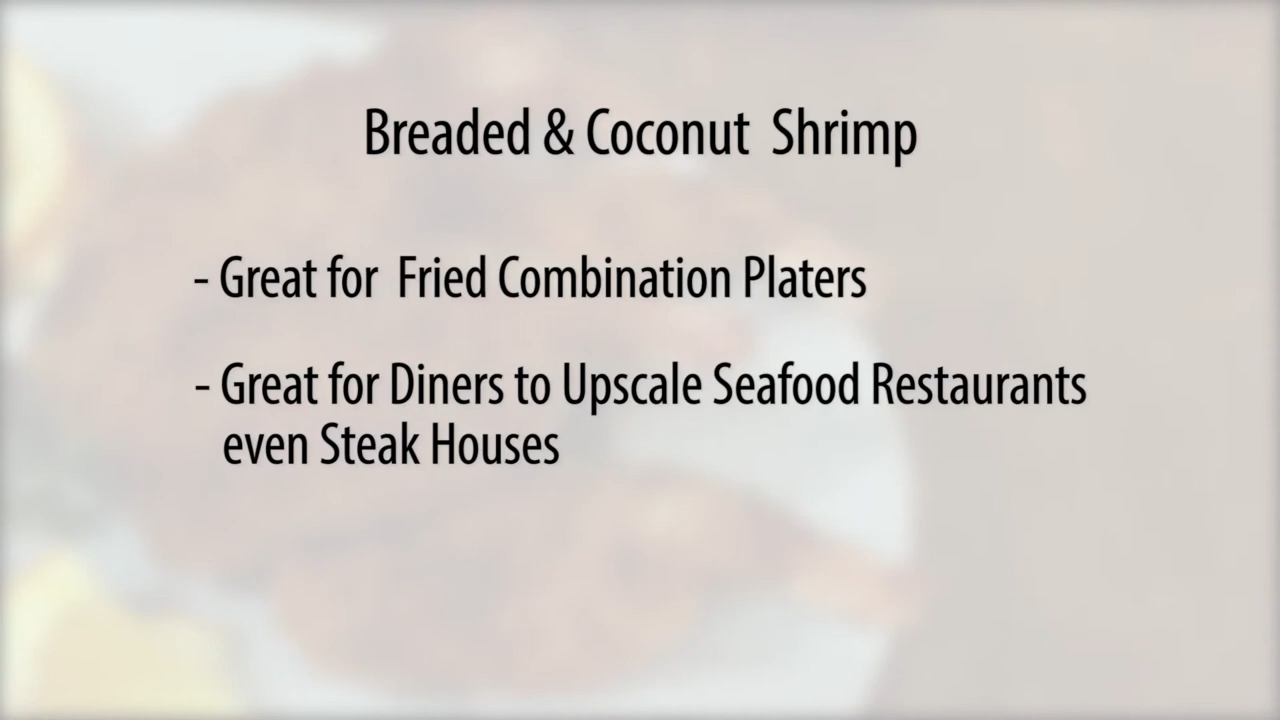 Breaded & Coconut  Shrimp
- Great for  Fried Combination Platers
- Great for Diners to Upscale Seafood Restaurants
even Steak Houses